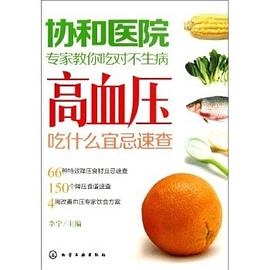 协和医院
专家教你吃对不生病
高血压
吃什么宜忌速查
66种特效降压食材宜忌速查
150个降压食谱速查
4周改善血压专家饮食方案
李宁/主编
化学工业出版社